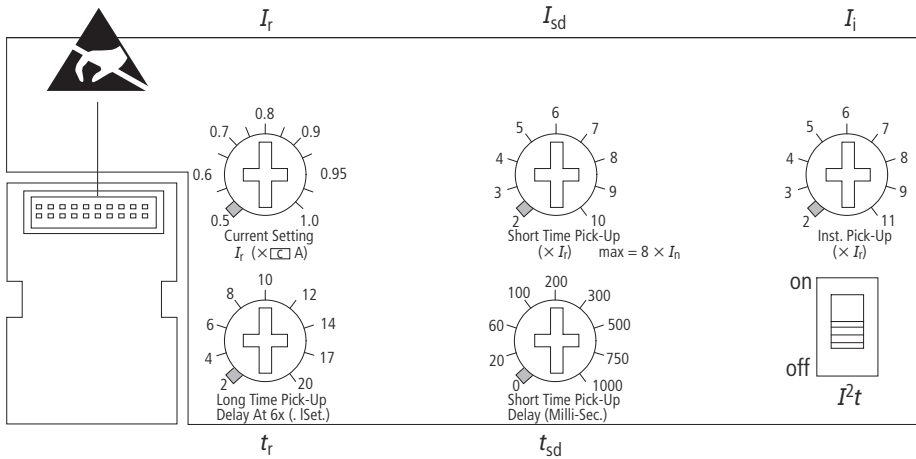 Ir
Isd
Ii
0.5
0.6
0.7
0.8
0.9
0.95
1.0
Current Setting
Ir (× C A)
2
3
4
5
6
7
8
9
10
Short Time Pick-Up
(× Ir) max = 8 × In
2
3
4
5
6
7
8
9
11
Inst. Pick-Up
(× Ir)
2
4
6
8
10
12
14
17
20
Long Time Pick-Up
Delay At 6x (. ISet.)
0
20
60
100
200
300
500
750
1000
Short Time Pick-Up
Delay (Milli-Sec.)
on
off
I²t
tr
tsd